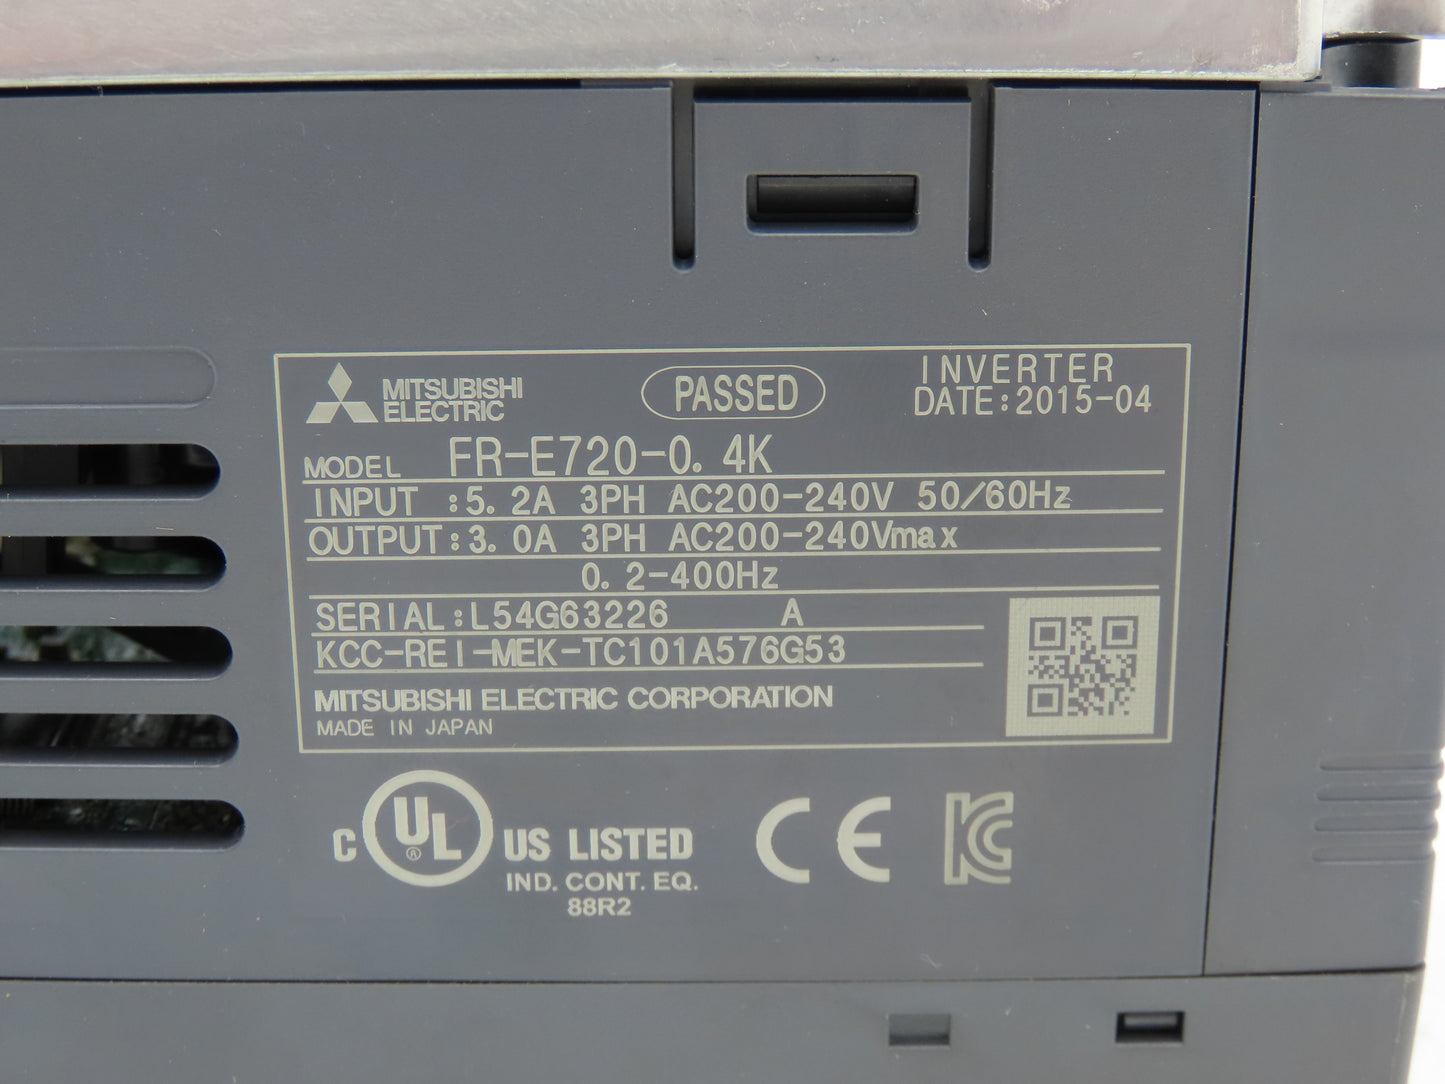 MITSUBISHI
ELECTRIC
PASSED
INVERTER
DATE:2015-04
MODEL FR-E720-0.4K
INPUT :5.2A 3PH AC200-240V 50/60Hz
OUTPUT:3.0A 3PH AC200-240Vmax
0.2-400Hz
SERIAL:L54G63226 A
KCC-REI-MEK-TC101A576G53
MITSUBISHI ELECTRIC CORPORATION
MADE IN JAPAN
C UL ® US LISTED
IND. CONT. EQ.
88R2
CE
KC